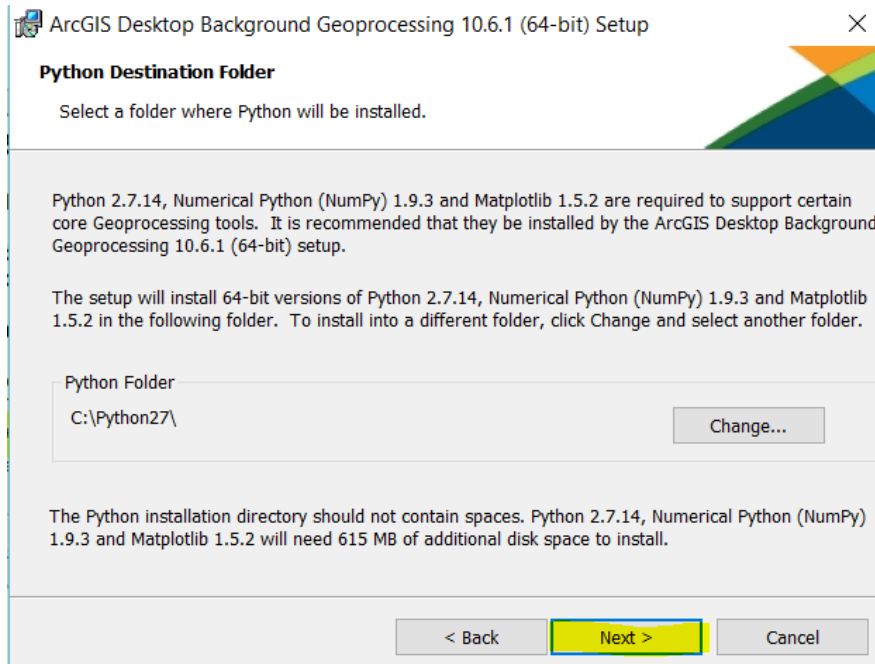 ArcGIS Desktop Background Geoprocessing 10.6.1 (64-bit) Setup
Python Destination Folder
Select a folder where Python will be installed.
Python 2.7.14, Numerical Python (NumPy) 1.9.3 and Matplotlib 1.5.2 are required to support certain
core Geoprocessing tools. It is recommended that they be installed by the ArcGIS Desktop Background
Geoprocessing 10.6.1 (64-bit) setup.
The setup will install 64-bit versions of Python 2.7.14, Numerical Python (NumPy) 1.9.3 and Matplotlib
1.5.2 in the following folder. To install into a different folder, click Change and select another folder.
Python Folder
C:\Python27\
Change...
The Python installation directory should not contain spaces. Python 2.7.14, Numerical Python (NumPy)
1.9.3 and Matplotlib 1.5.2 will need 615 MB of additional disk space to install.
< Back
Next >
Cancel